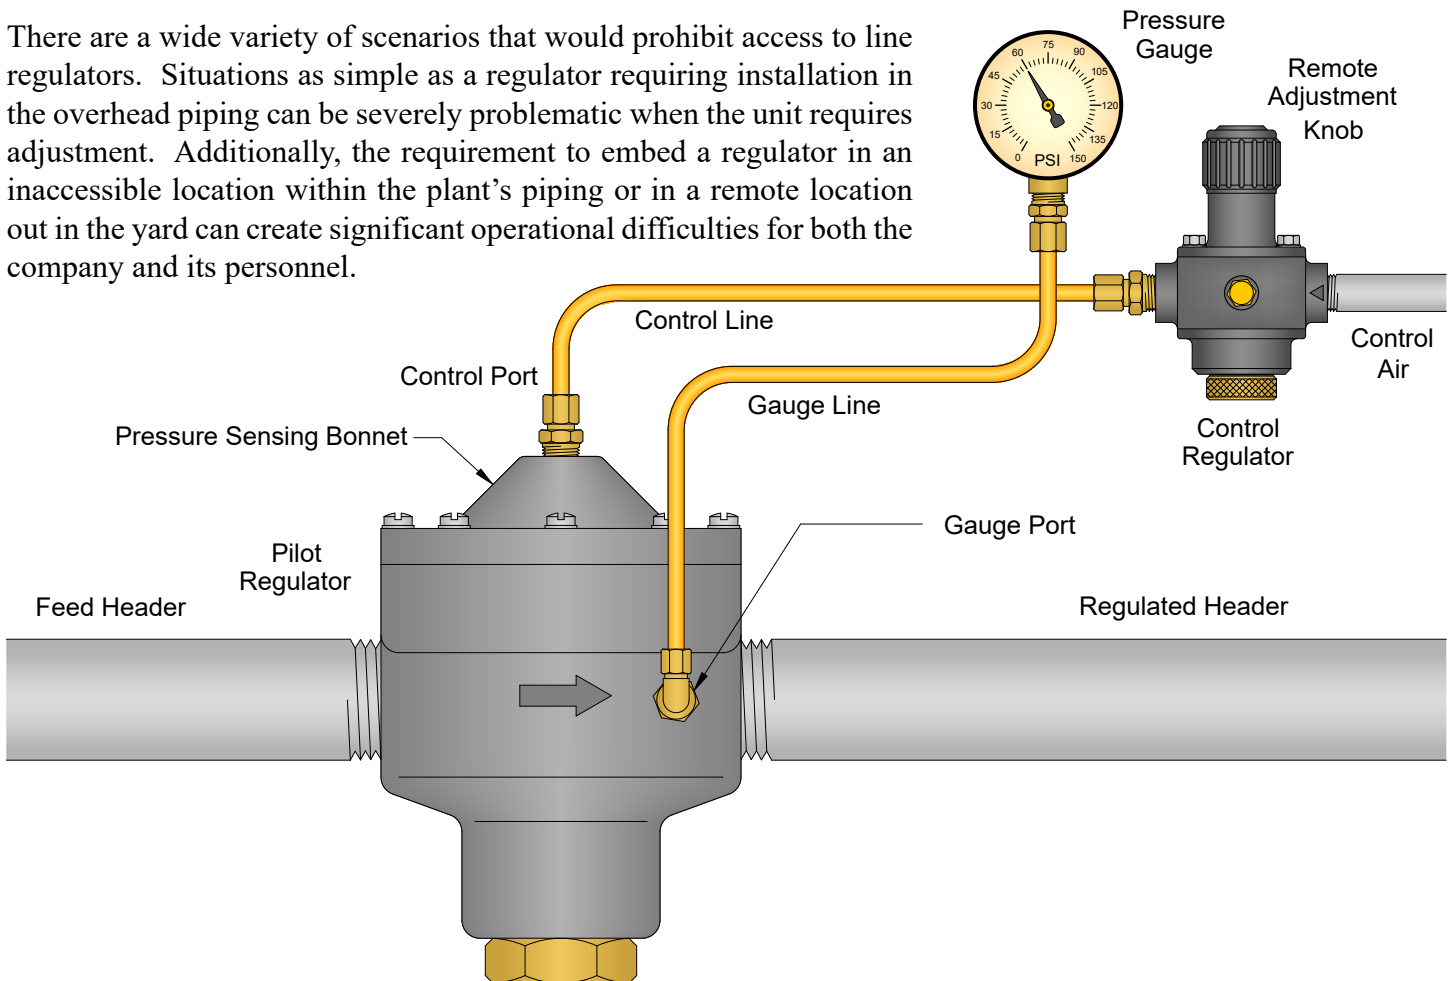 There are a wide variety of scenarios that would prohibit access to line
regulators. Situations as simple as a regulator requiring installation in
the overhead piping can be severely problematic when the unit requires
adjustment. Additionally, the requirement to embed a regulator in an
inaccessible location within the plant’s piping or in a remote location
out in the yard can create significant operational difficulties for both the
company and its personnel.
Pressure
Gauge
Remote
Adjustment
Knob
0
15
30
45
60
75
90
105
120
135
150
PSI
Control Line
Control
Air
Control Port
Gauge Line
Control
Regulator
Pressure Sensing Bonnet
Gauge Port
Pilot
Regulator
Feed Header
Regulated Header